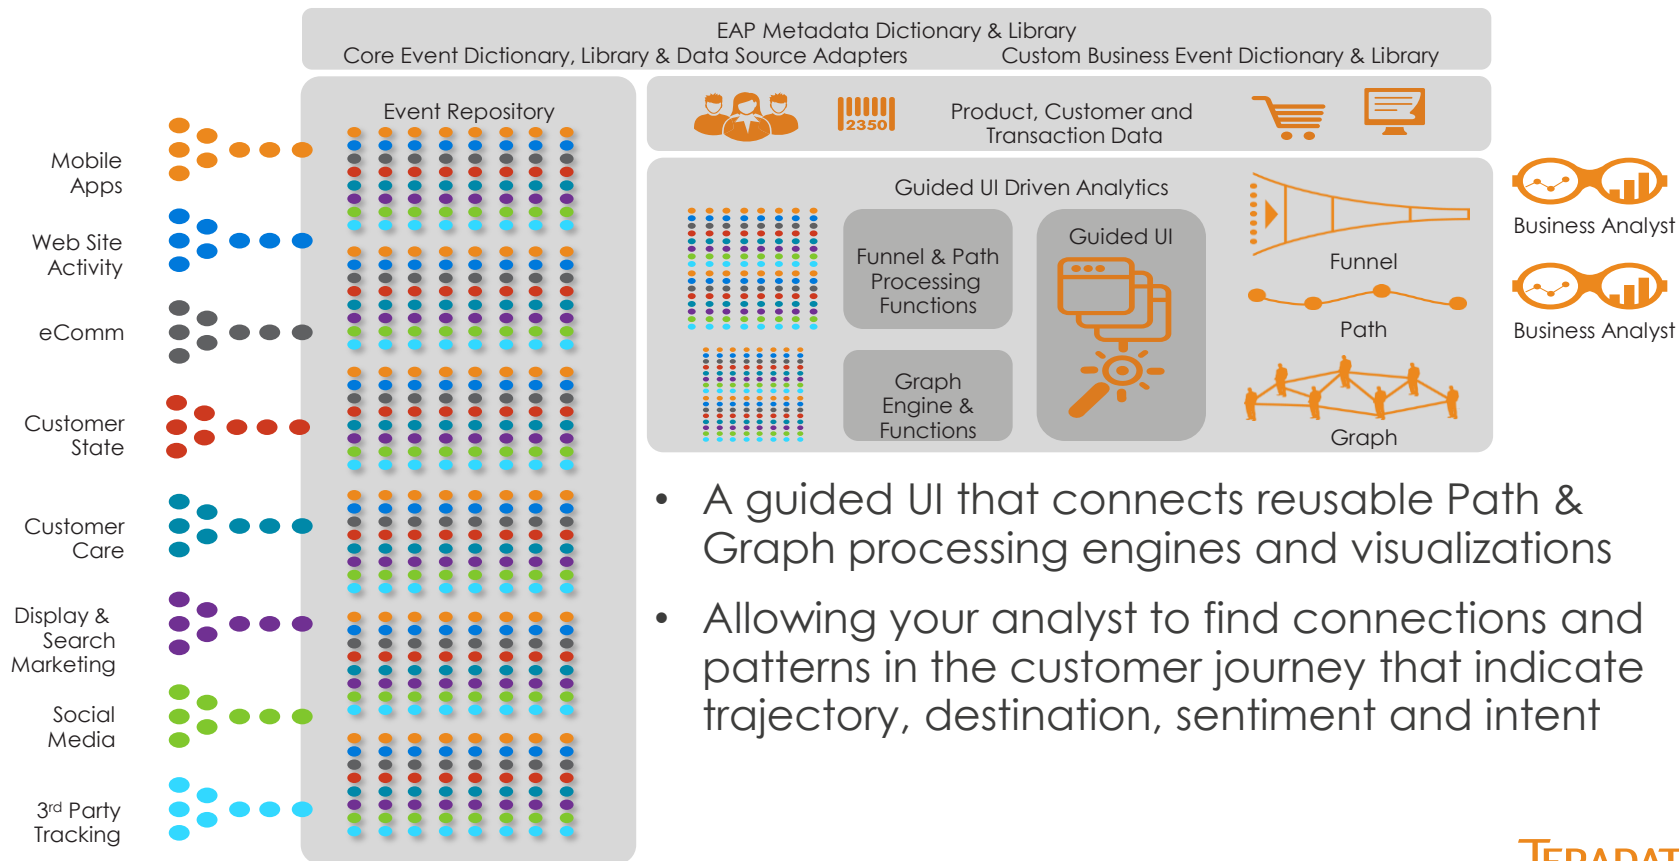 EAP Metadata Dictionary & Library
Core Event Dictionary, Library & Data Source Adapters
Custom Business Event Dictionary & Library
Event Repository
Mobile
Apps
Web Site
Activity
eComm
Customer
State
Customer
Care
Display &
Search
Marketing
Social
Media
3rd Party
Tracking
2350
Product, Customer and
Transaction Data
Guided UI Driven Analytics
Funnel & Path
Processing
Functions
Graph
Engine &
Functions
Guided UI
Funnel
Path
Graph
Business Analyst
Business Analyst
• A guided UI that connects reusable Path &
Graph processing engines and visualizations
• Allowing your analyst to find connections and
patterns in the customer journey that indicate
trajectory, destination, sentiment and intent
TERADAT